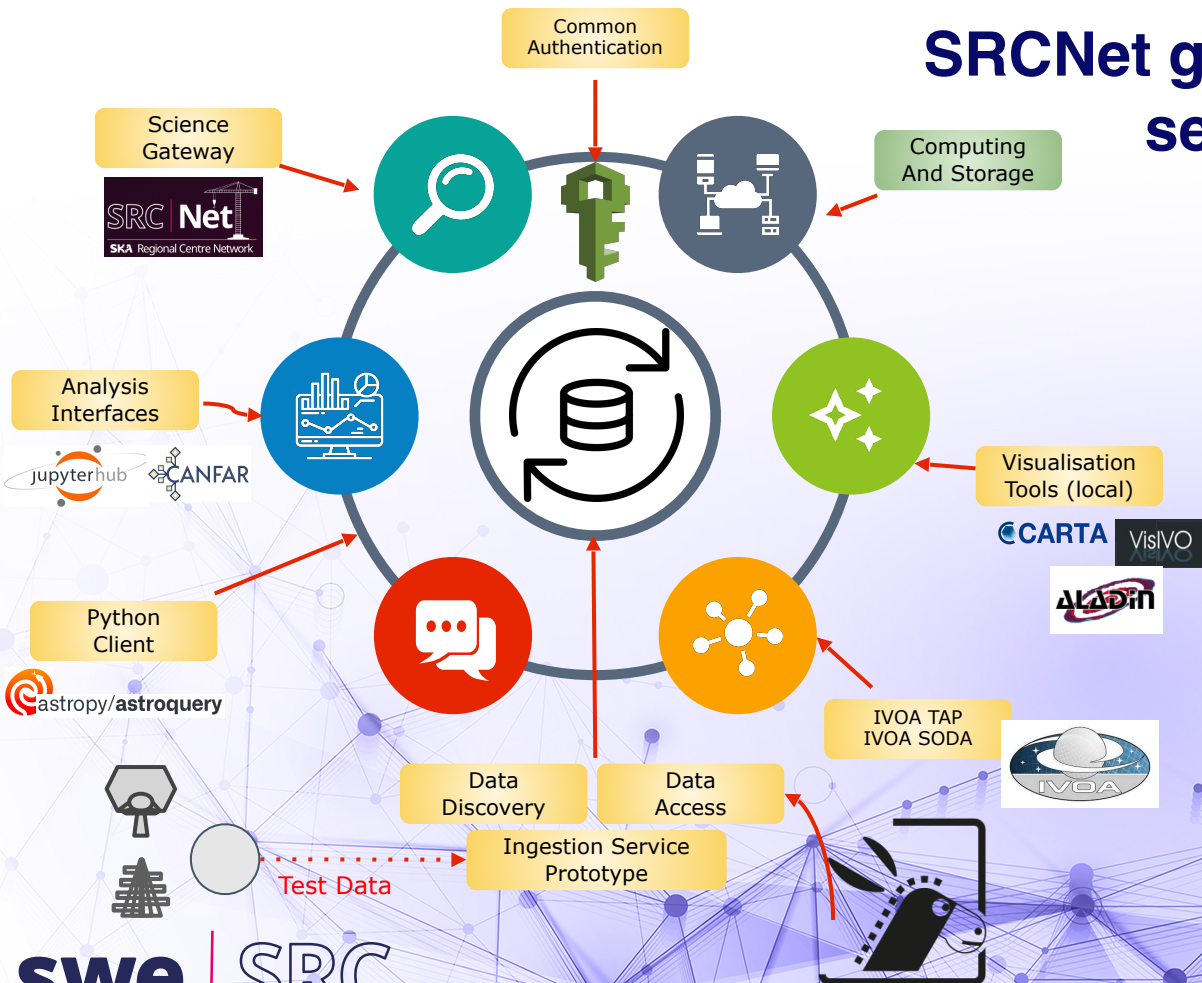 Common
Authentication
SRCNet g
se
Science
Gateway
SRC Net
SKA Regional Centre Network
Computing
And Storage
Analysis
Interfaces
jupyterhub
CANFAR
Visualisation
Tools (local)
CARTA
VisIVO
ALADiN
Python
Client
astropy/astroquery
IVOA TAP
IVOA SODA
IVOA
Data
Discovery
Data
Access
Ingestion Service
Prototype
Test Data
swe
SRC